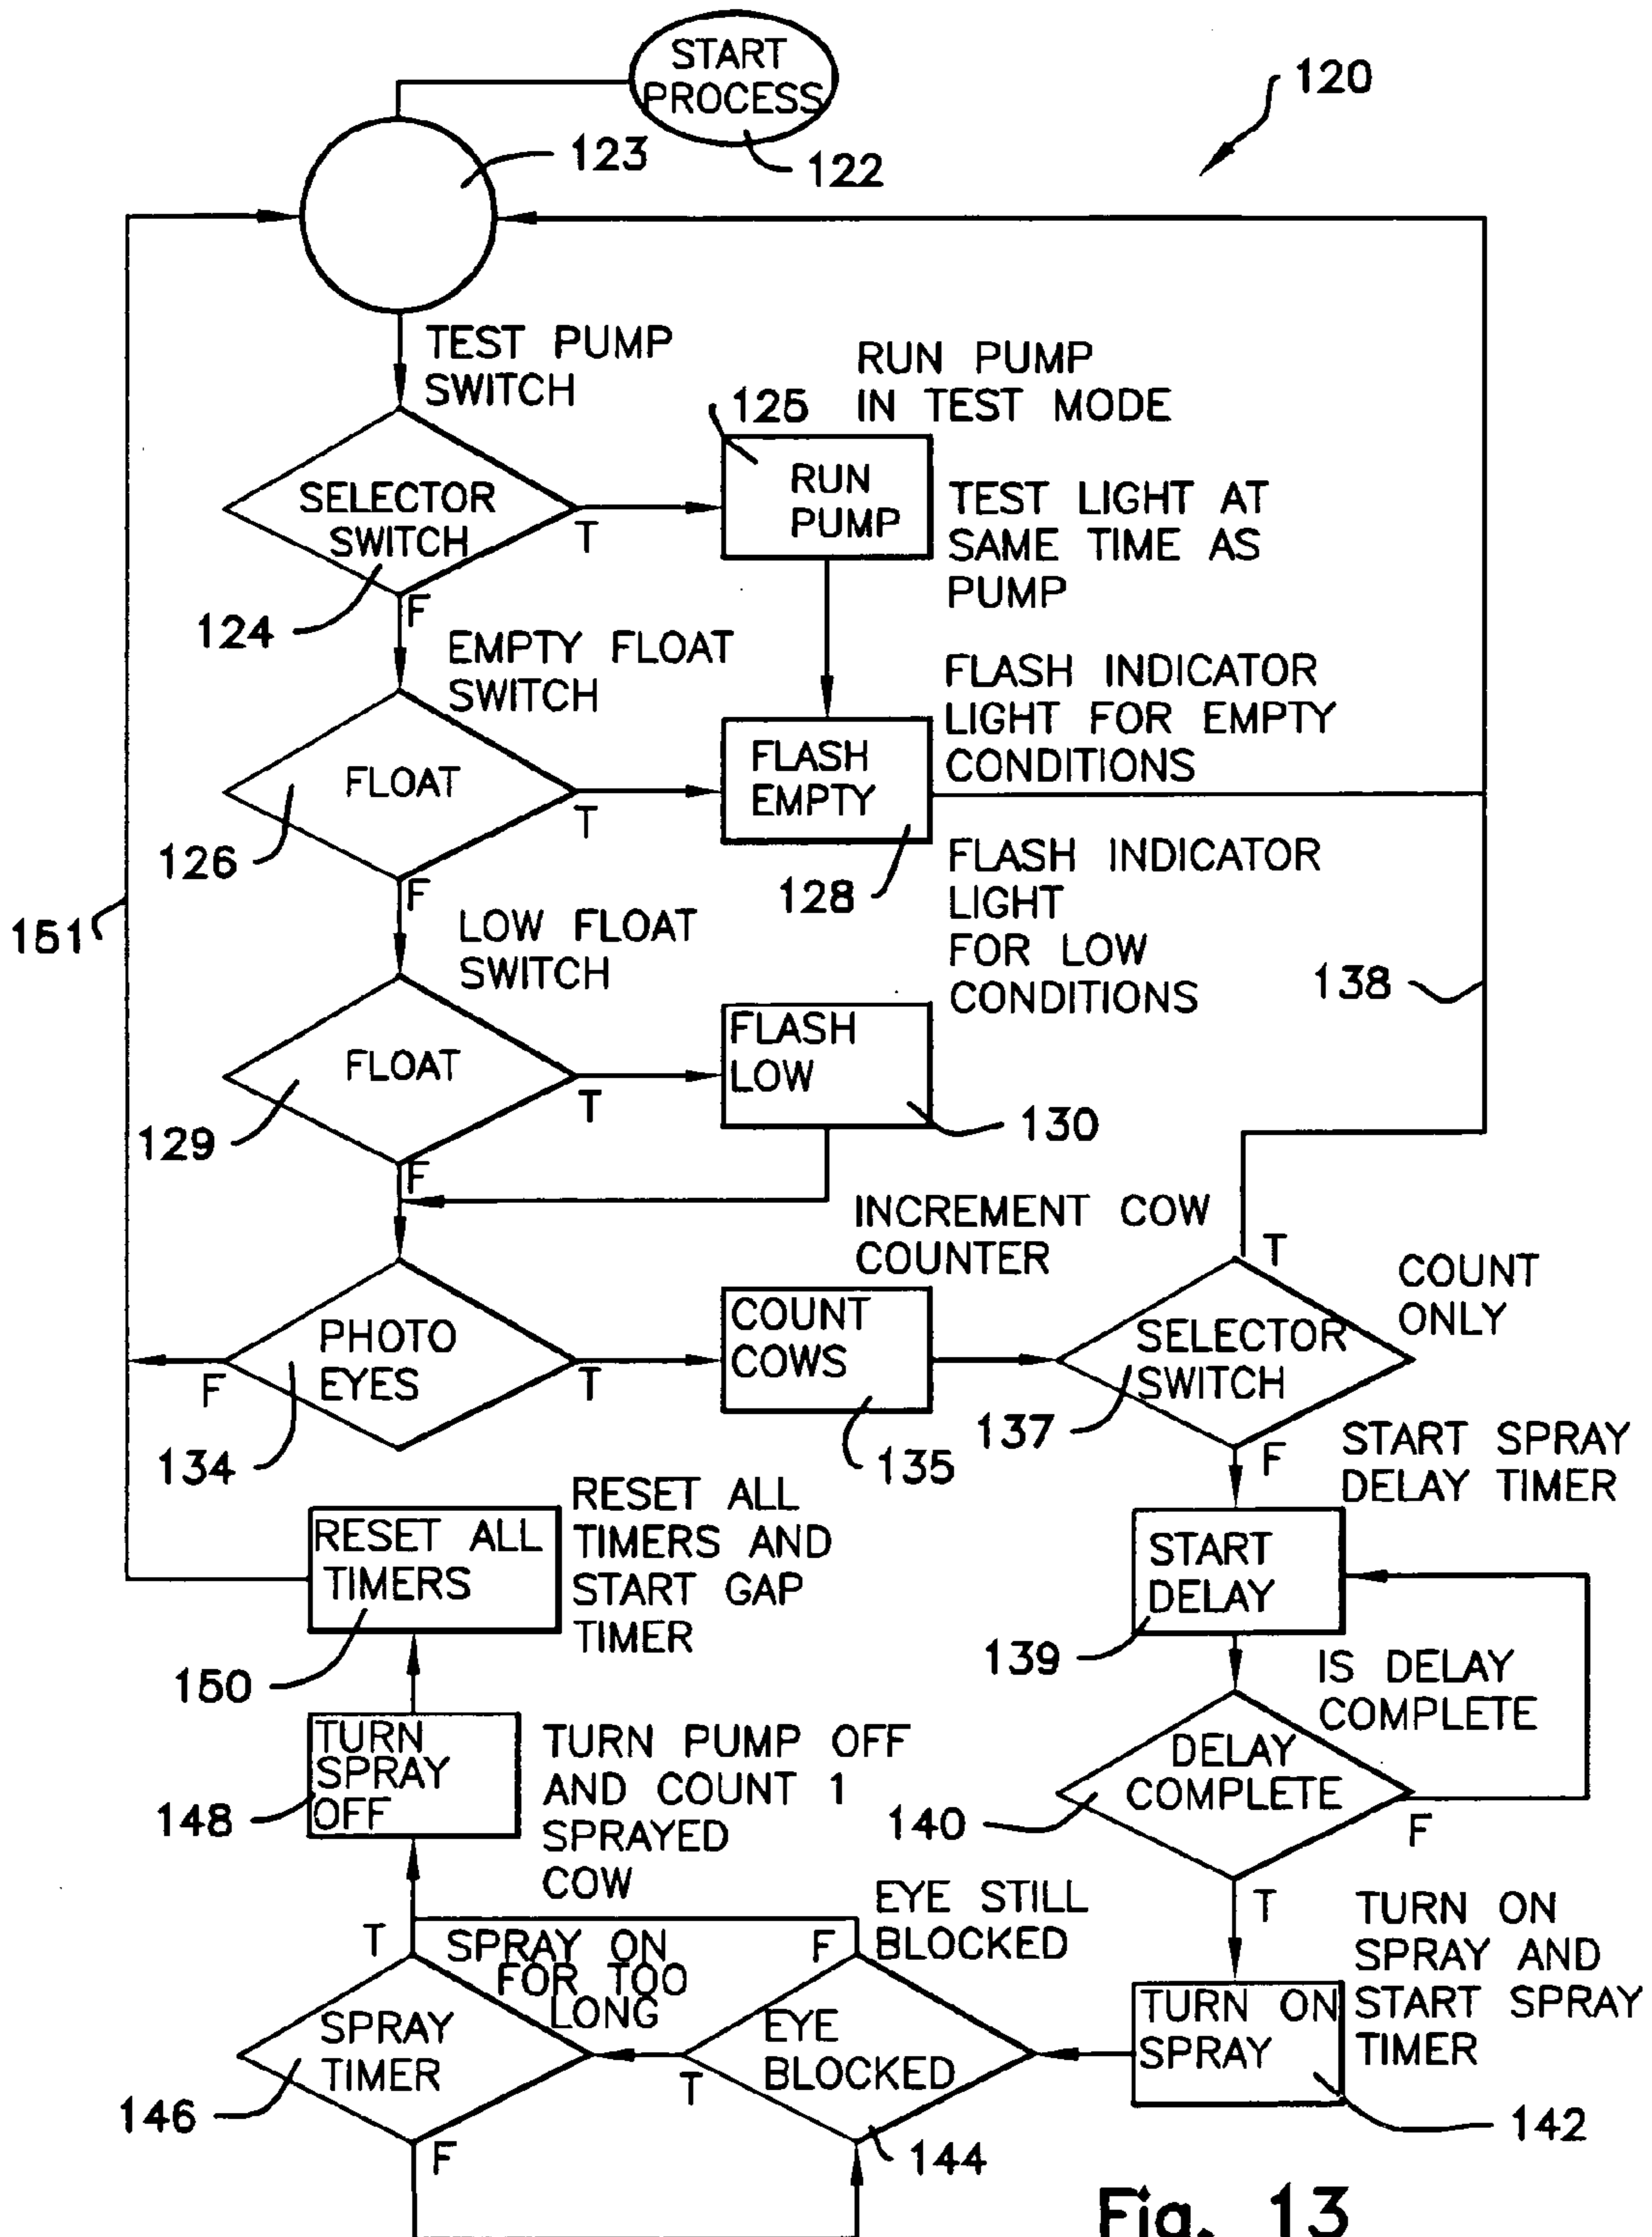 START
PROCESS
120
123
122
TEST PUMP
SWITCH
RUN PUMP
IN TEST MODE
125
SELECTOR
SWITCH
T
RUN
PUMP
TEST LIGHT AT
SAME TIME AS
PUMP
F
124
EMPTY FLOAT
SWITCH
FLASH INDICATOR
LIGHT FOR EMPTY
CONDITIONS
FLOAT
T
FLASH
EMPTY
126
F
128
FLASH INDICATOR
LIGHT
FOR LOW
CONDITIONS
151
LOW FLOAT
SWITCH
138
FLOAT
T
FLASH
LOW
129
F
130
INCREMENT COW
COUNTER
T
COUNT
ONLY
PHOTO
EYES
F
T
COUNT
COWS
SELECTOR
SWITCH
134
135
137
F
START SPRAY
DELAY TIMER
RESET ALL
TIMERS
RESET ALL
TIMERS AND
START GAP
TIMER
START
DELAY
150
139
IS DELAY
COMPLETE
TURN
SPRAY
OFF
TURN PUMP OFF
AND COUNT 1
SPRAYED
COW
DELAY
COMPLETE
148
140
F
T
EYE STILL
BLOCKED
T
SPRAY ON
FOR TOO
LONG
F
TURN ON
SPRAY AND
START SPRAY
TIMER
SPRAY
TIMER
T
EYE
BLOCKED
TURN ON
SPRAY
146
F
144
142
Fig. 13